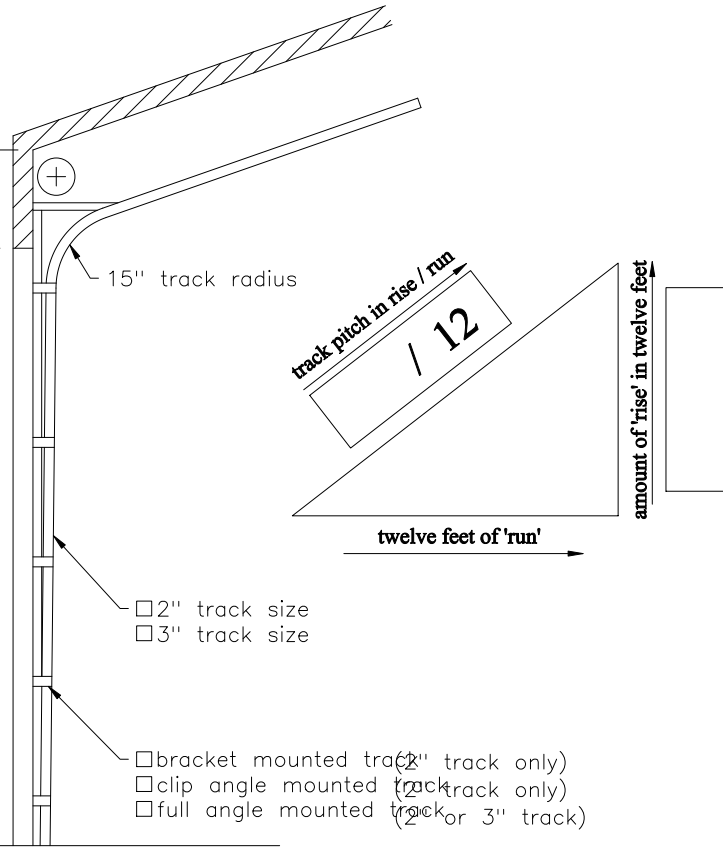 15" track radius
track pitch in rise / run
/ 12
amount of 'rise' in twelve feet
twelve feet of 'run'
2" track size
3" track size
bracket mounted track (2" track only)
clip angle mounted track (2" track only)
full angle mounted track (2" or 3" track)